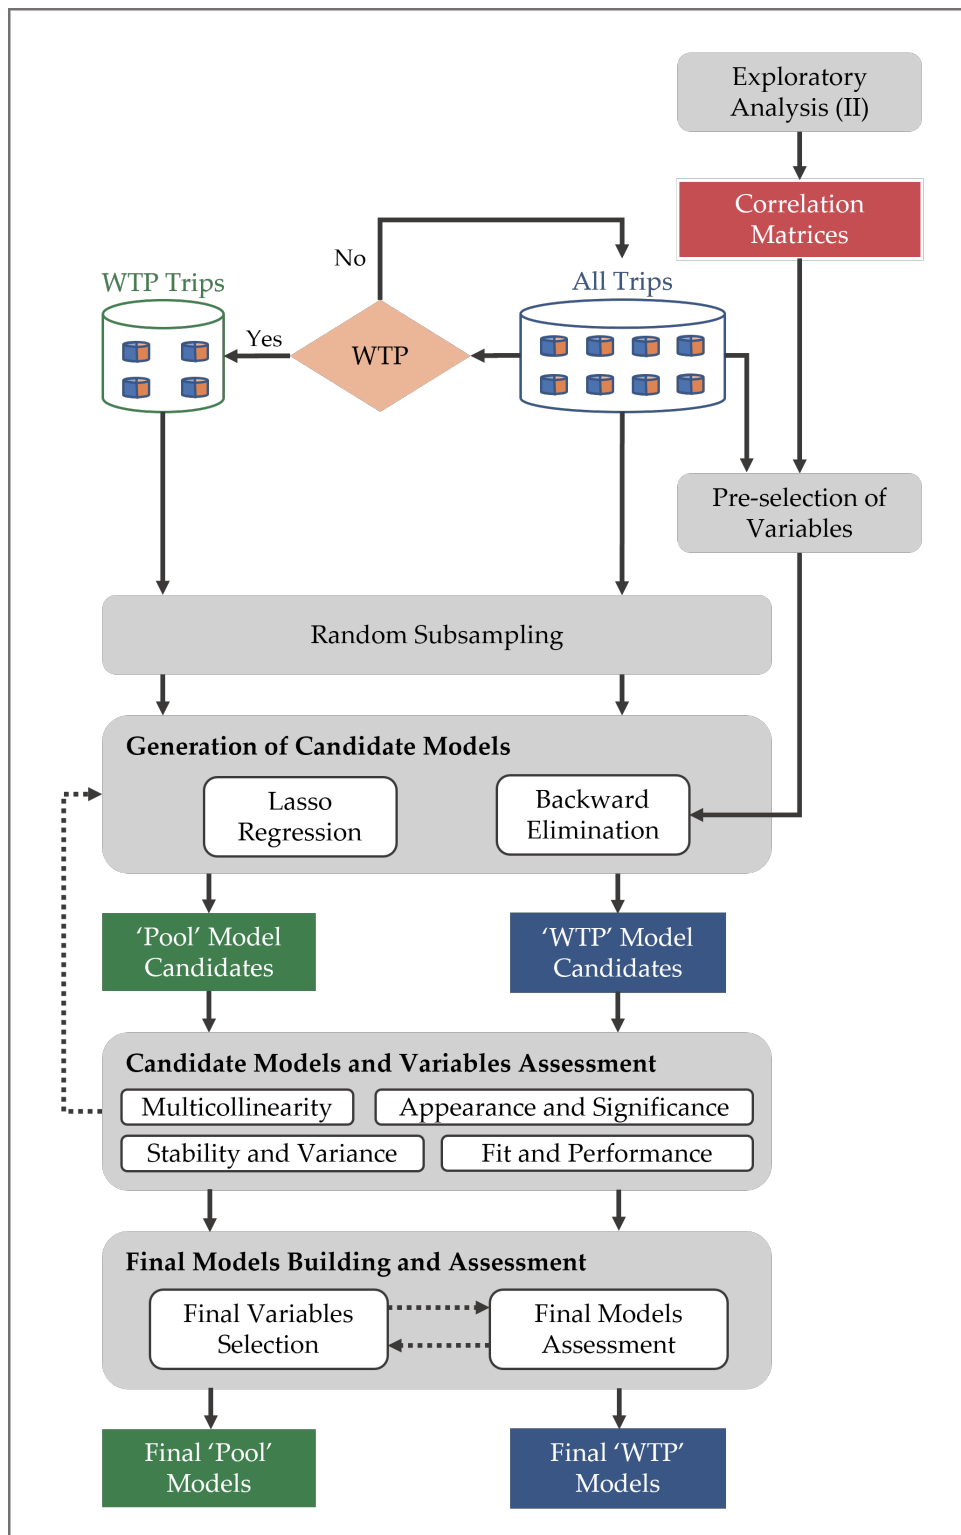 Exploratory
Analysis (II)
Correlation
Matrices
No
WTP Trips
All Trips
Yes
WTP
Pre-selection of
Variables
Random Subsampling
Generation of Candidate Models
Lasso
Regression
Backward
Elimination
‘Pool’ Model
Candidates
‘WTP’ Model
Candidates
Candidate Models and Variables Assessment
Multicollinearity
Appearance and Significance
Stability and Variance
Fit and Performance
Final Models Building and Assessment
Final Variables
Selection
Final Models
Assessment
Final ‘Pool’
Models
Final ‘WTP’
Models